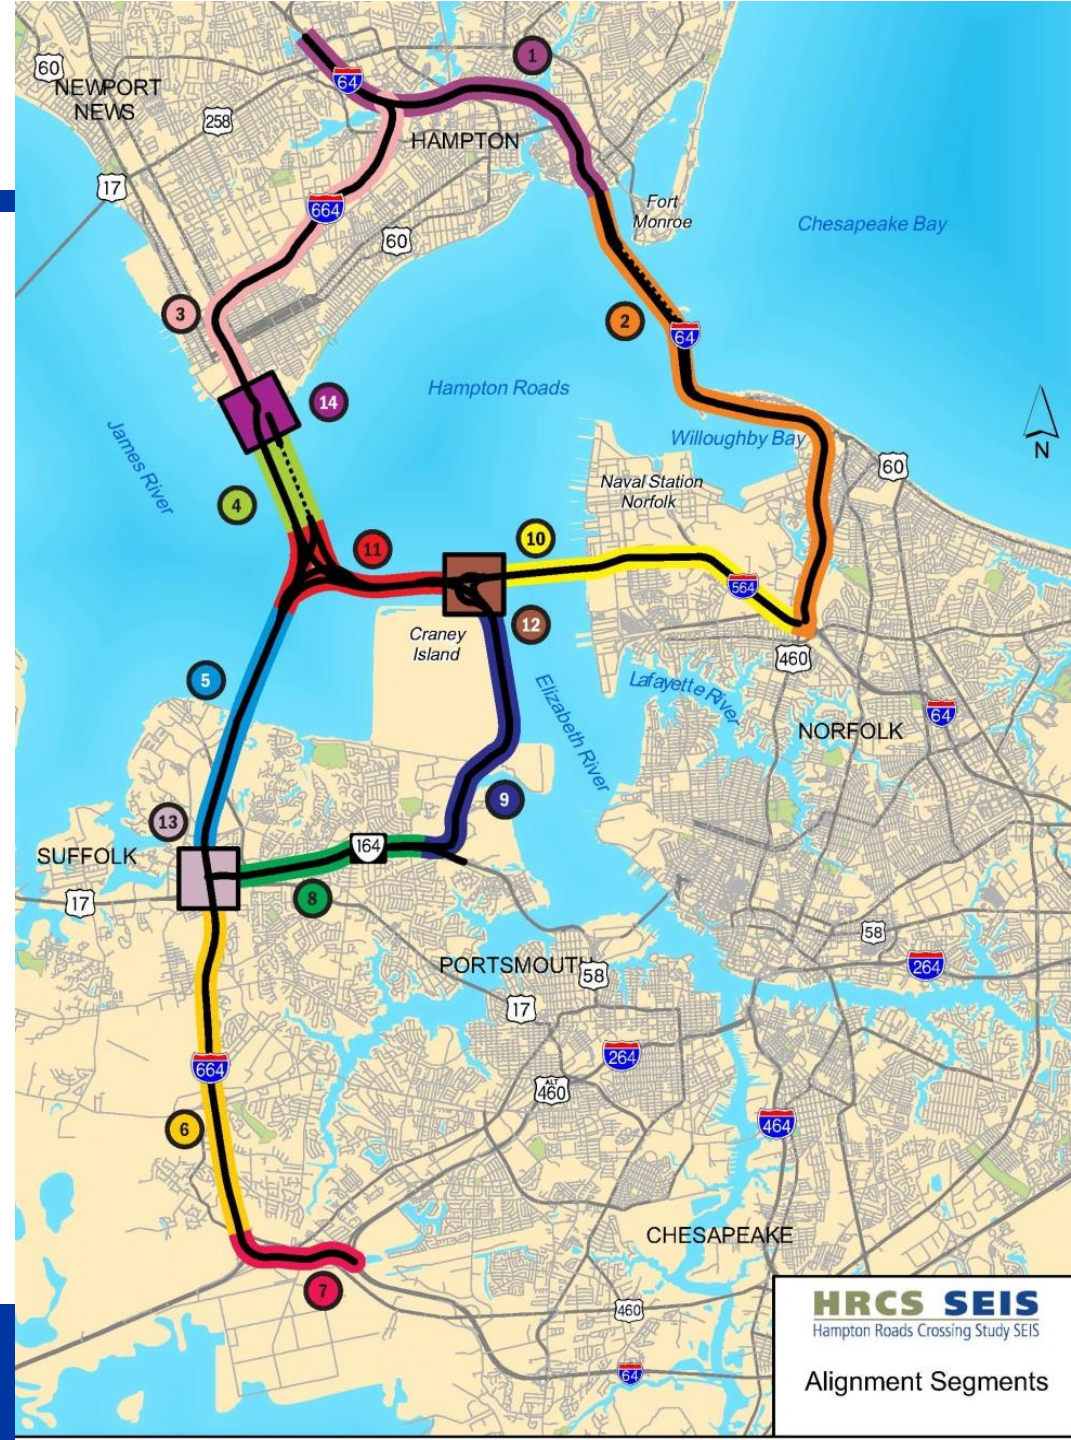 1
60
64
NEWPORT
NEWS
258
HAMPTON
17
Fort
Monroe
664
Chesapeake Bay
60
3
2
64
Hampton Roads
14
James River
Willoughby Bay
60
N
Naval Station
Norfolk
4
10
11
564
12
Craney
Island
460
5
Elizabeth River
Lafayette River
64
NORFOLK
9
13
164
SUFFOLK
17
8
58
264
PORTSMOUTH
58
17
264
664
ALT
460
464
6
CHESAPEAKE
7
460
64
HRCS SEIS
Hampton Roads Crossing Study SEIS
Alignment Segments